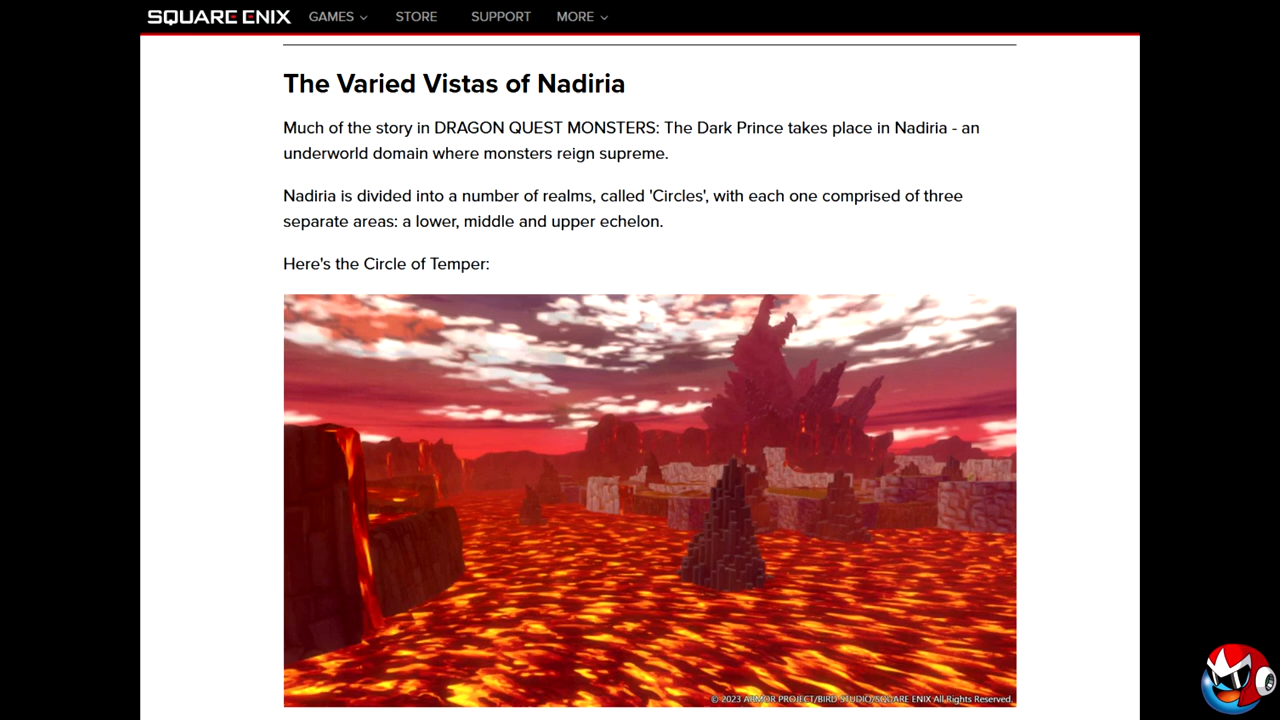 SQUARE ENIX GAMES STORE SUPPORT MORE
The Varied Vistas of Nadiria
Much of the story in DRAGON QUEST MONSTERS: The Dark Prince takes place in Nadiria - an
underworld domain where monsters reign supreme.
Nadiria is divided into a number of realms, called 'Circles', with each one comprised of three
separate areas: a lower, middle and upper echelon.
Here's the Circle of Temper:
© 2023 ARMOR PROJECT/BIRD STUDIO/SQUARE ENIX All Rights Reserved.